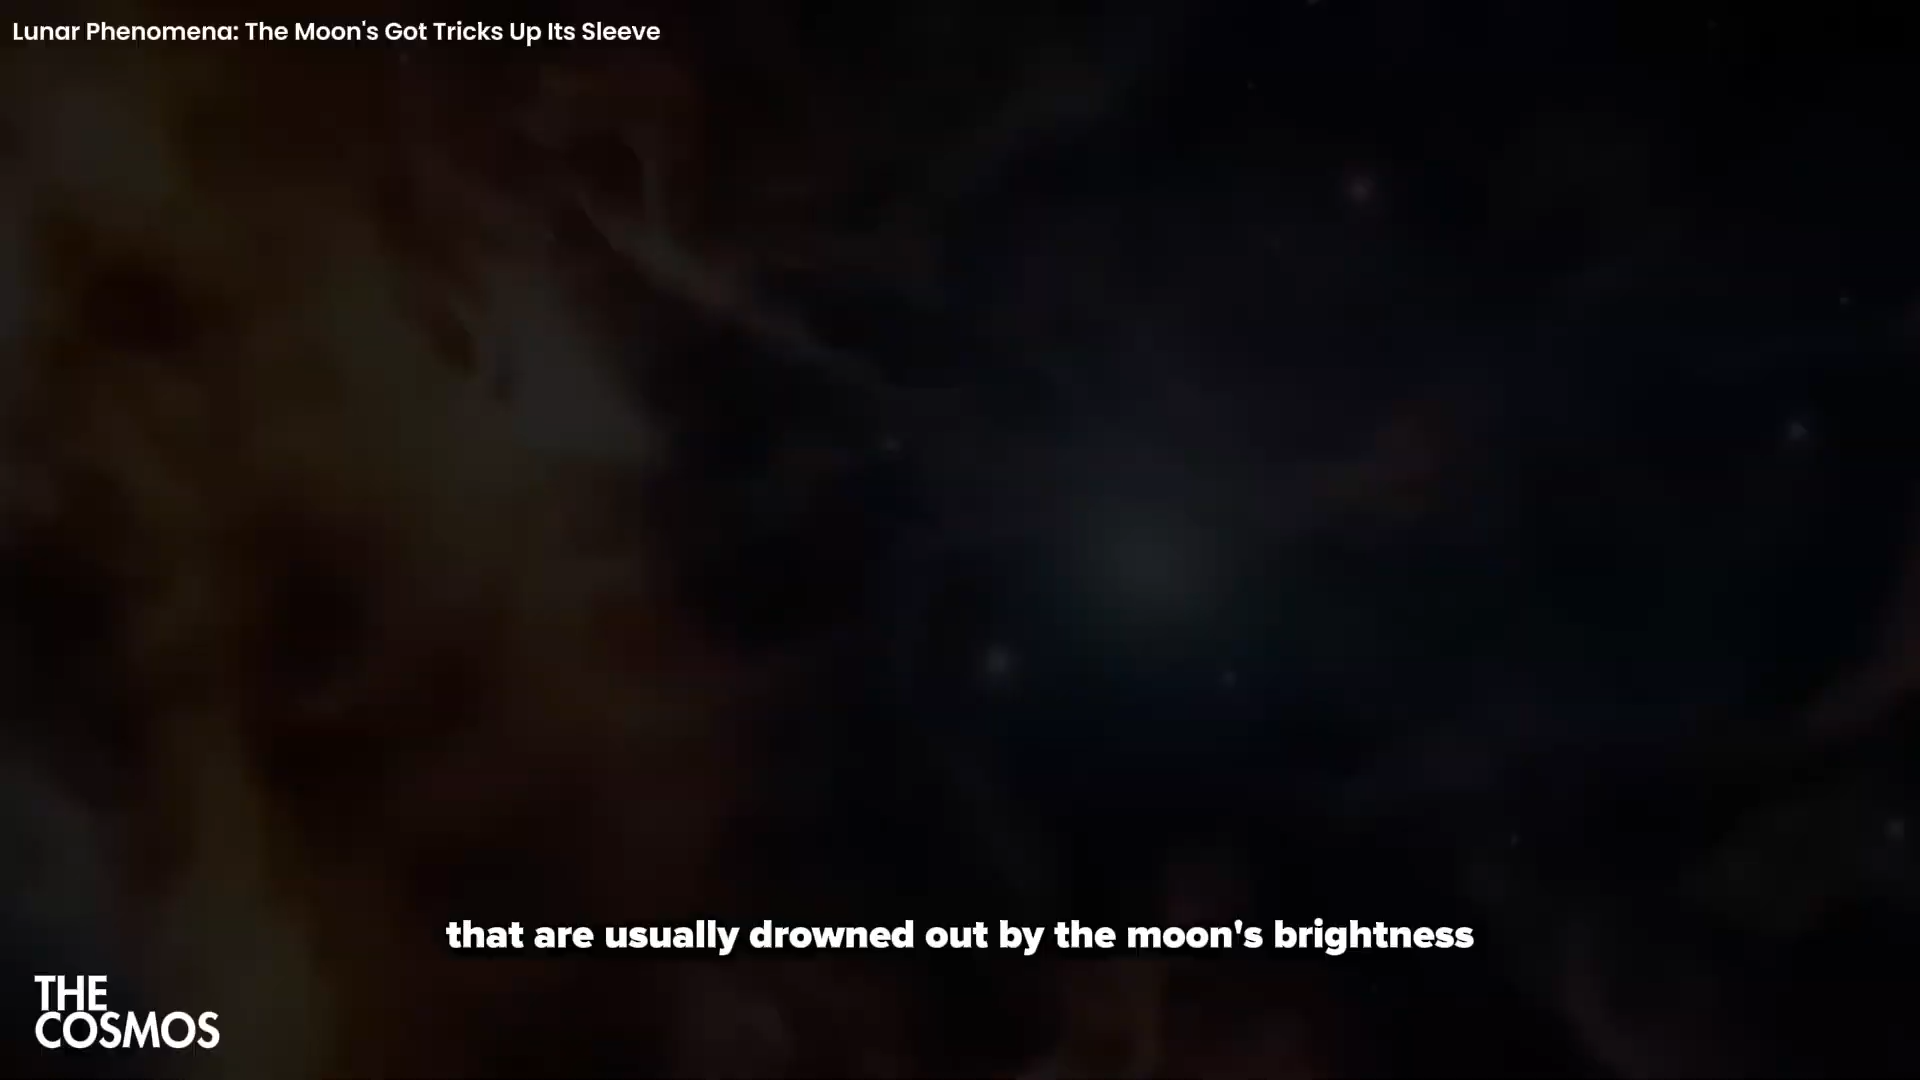 Lunar Phenomena: The Moon's Got Tricks Up Its Sleeve
that are usually drowned out by the moon's brightness
THE
COSMOS